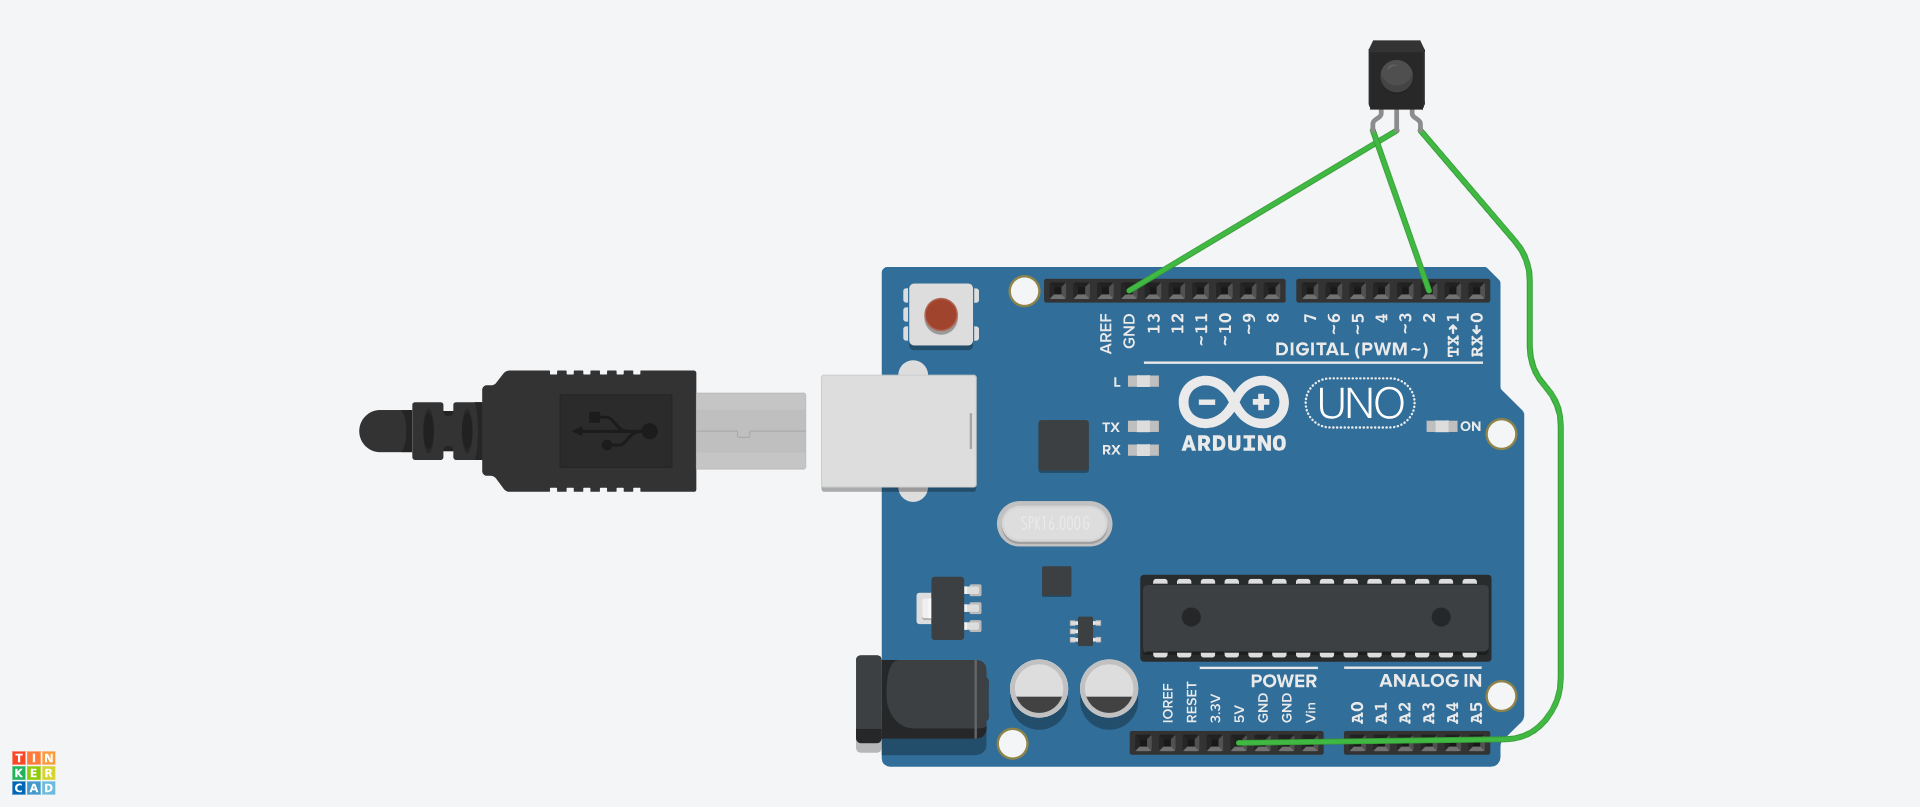 AREF
GND
13
12
~11
~10
~9
8
7
~6
~5
4
~3
2
TX→1
RX←0
DIGITAL (PWM~)
L
TX
RX
ARDUINO
UNO
ON
SPK16.000G
POWER
ANALOG IN
IOREF
RESET
3.3V
5V
GND
GND
Vin
A0
A1
A2
A3
A4
A5
TIN
KER
CAD